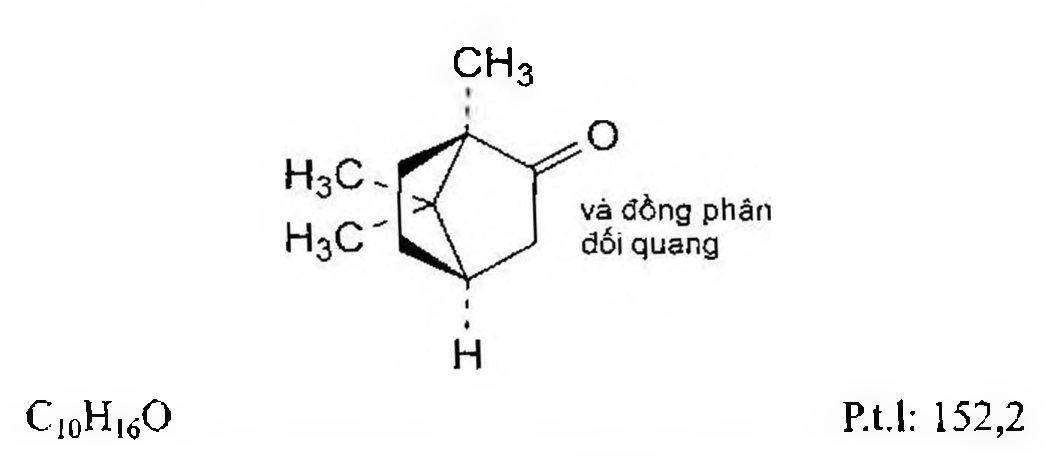 CH₃
O
H₃C
và đồng phân
H₃C
đối quang
H
C₁₀H₁₆O
P.t.l: 152,2